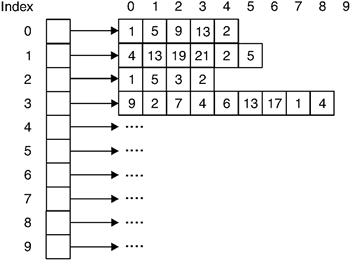 Index 0 1 2 3 4 5 6 7 8 9
0 1 5 9 13 2
1 4 13 19 21 2 5
2 1 5 3 2
3 9 2 7 4 6 13 17 1 4
4 ....
5 ....
6 ....
7 ....
8 ....
9 ....